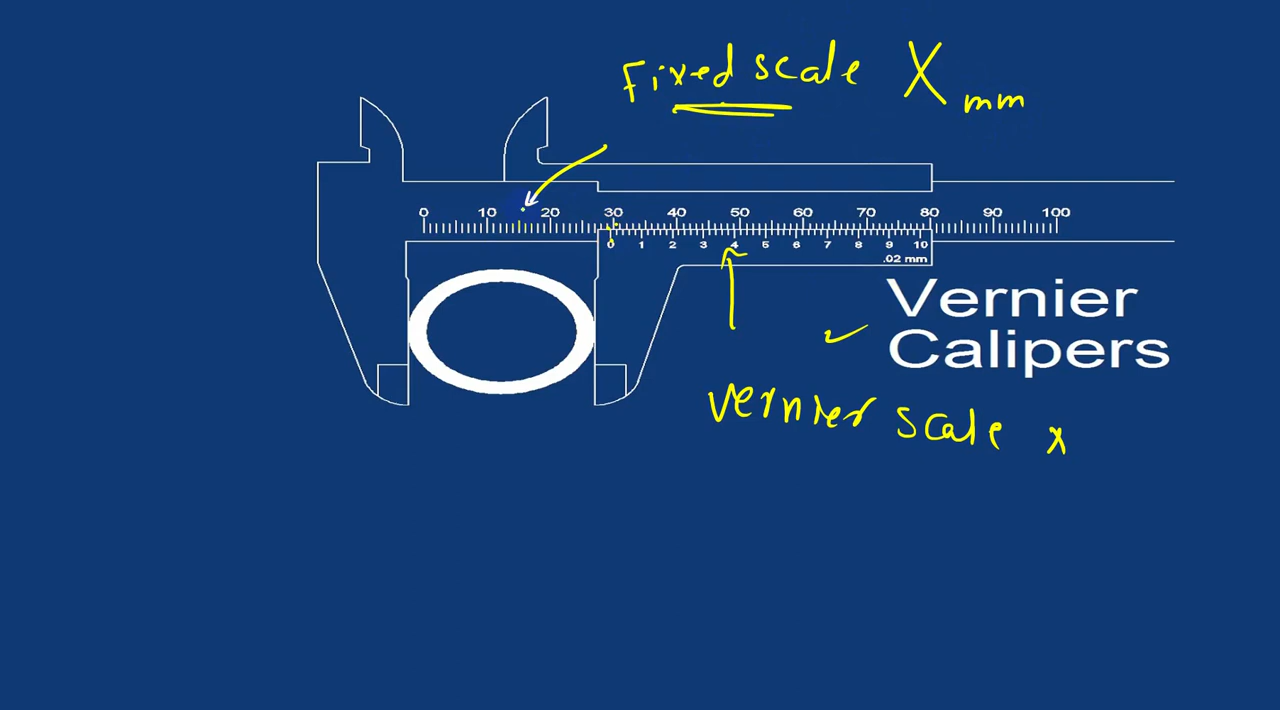 Fixed scale X mm
0 10 20 30 40 50 60 70 80 90 100
0 1 2 3 4 5 6 7 8 9 10
.02 mm
Vernier
Calipers
Vernier scale x